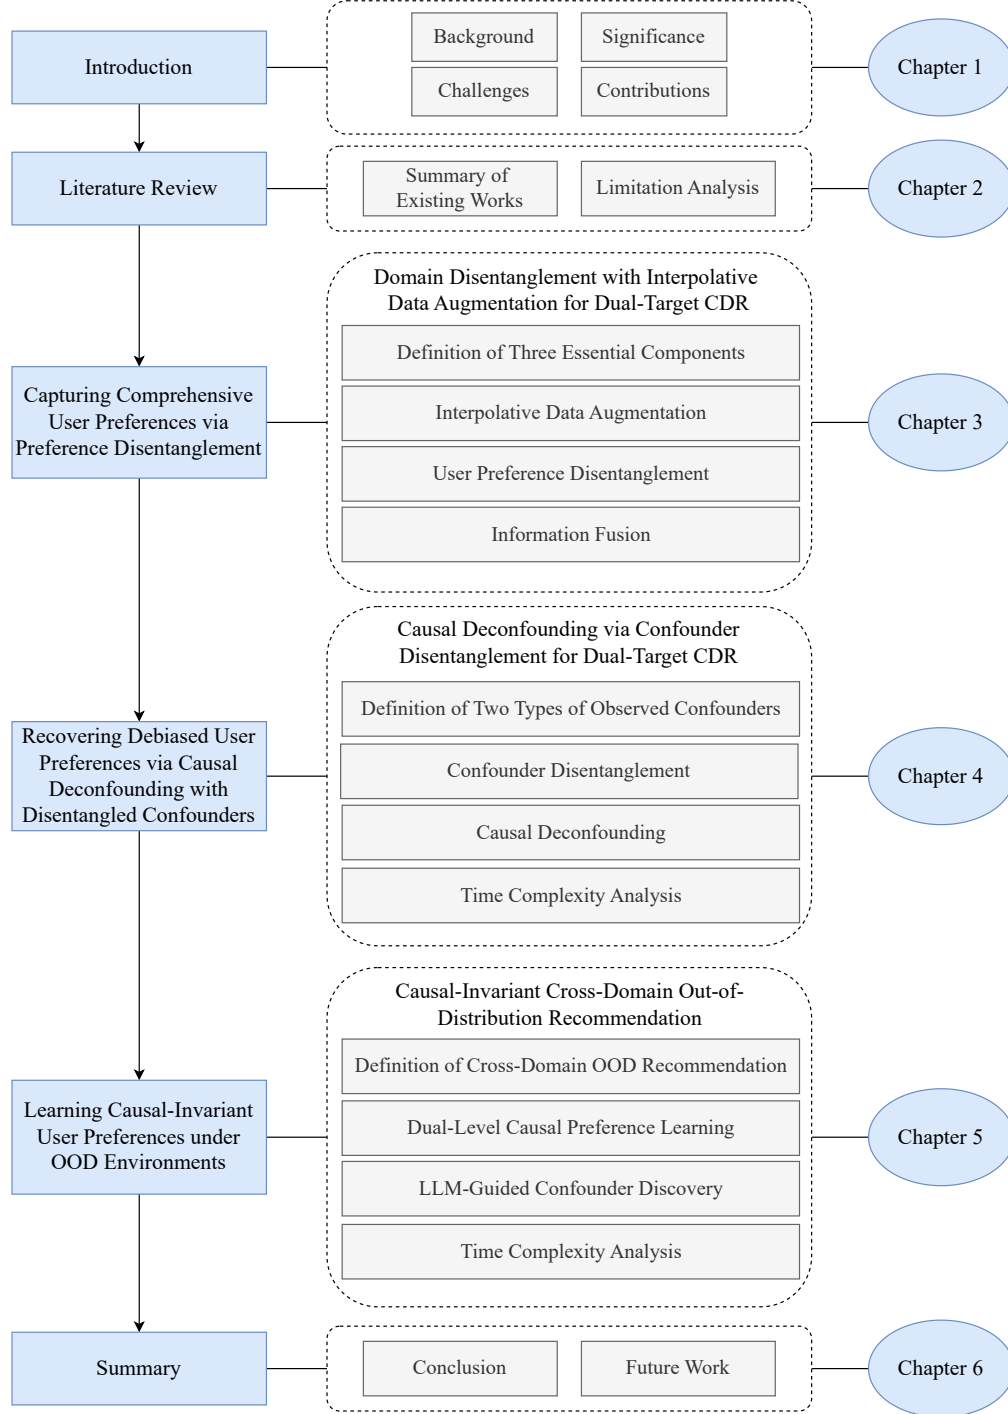 Introduction
Background
Significance
Challenges
Contributions
Chapter 1
Literature Review
Summary of
Existing Works
Limitation Analysis
Chapter 2
Capturing Comprehensive
User Preferences via
Preference Disentanglement
Domain Disentanglement with Interpolative
Data Augmentation for Dual-Target CDR
Definition of Three Essential Components
Interpolative Data Augmentation
User Preference Disentanglement
Information Fusion
Chapter 3
Recovering Debiased User
Preferences via Causal
Deconfounding with
Disentangled Confounders
Causal Deconfounding via Confounder
Disentanglement for Dual-Target CDR
Definition of Two Types of Observed Confounders
Confounder Disentanglement
Causal Deconfounding
Time Complexity Analysis
Chapter 4
Learning Causal-Invariant
User Preferences under
OOD Environments
Causal-Invariant Cross-Domain Out-of-
Distribution Recommendation
Definition of Cross-Domain OOD Recommendation
Dual-Level Causal Preference Learning
LLM-Guided Confounder Discovery
Time Complexity Analysis
Chapter 5
Summary
Conclusion
Future Work
Chapter 6